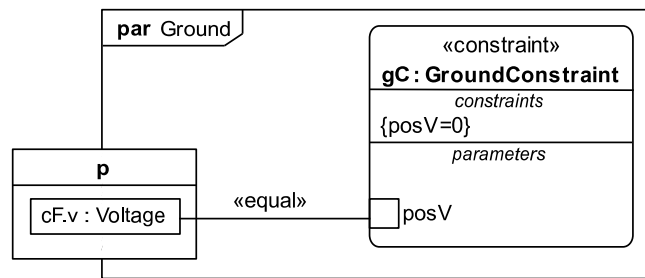 par Ground
«constraint»
gC : GroundConstraint
constraints
{posV=0}
parameters
p
cF.v : Voltage
«equal»
posV